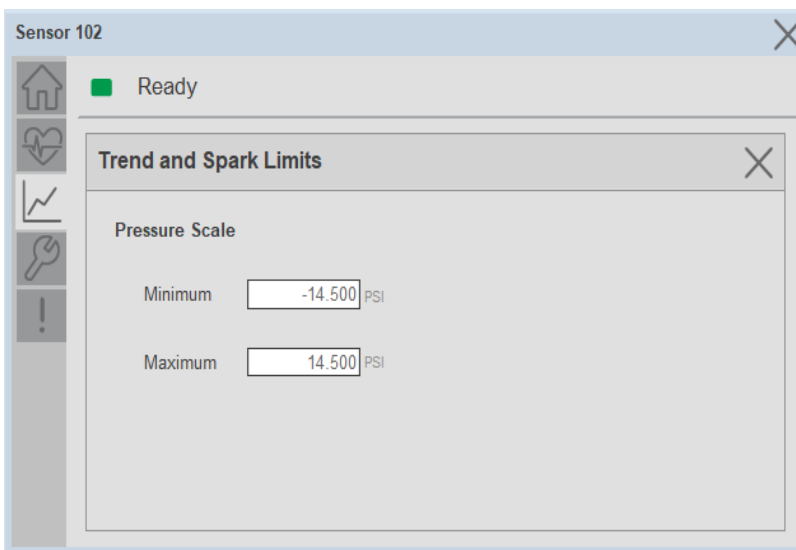 Sensor 102
Ready
Trend and Spark Limits
Pressure Scale
Minimum -14.500 PSI
Maximum 14.500 PSI